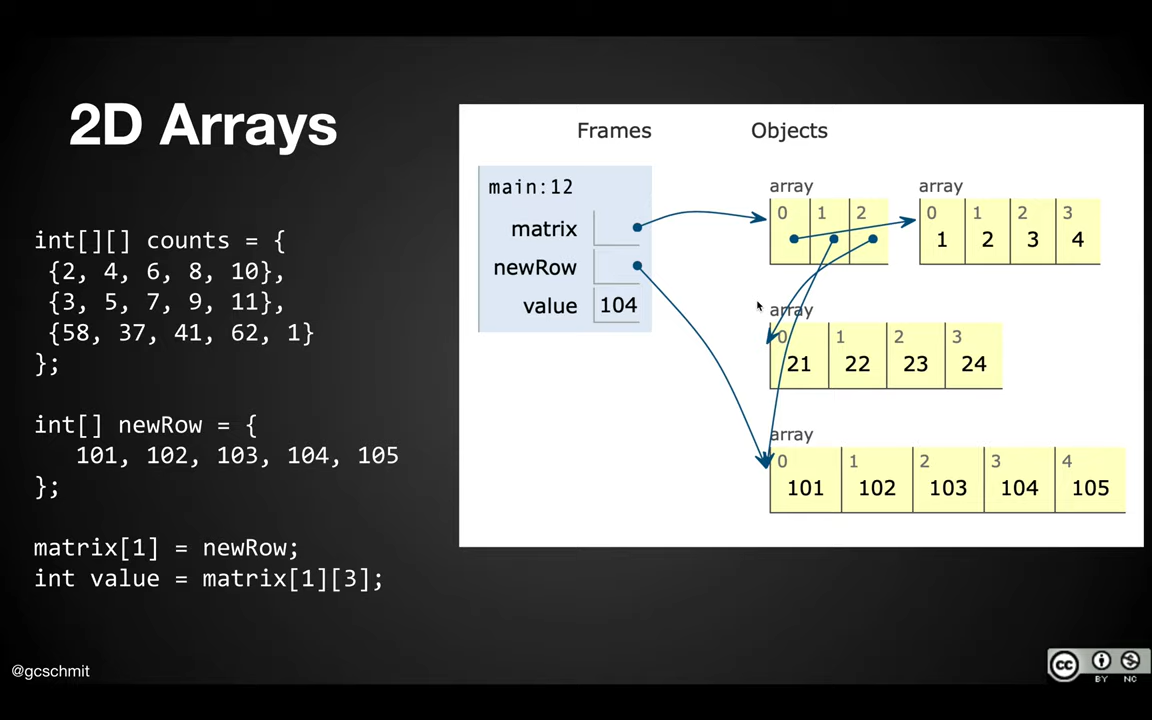 2D Arrays
int[][] counts = {
{2, 4, 6, 8, 10},
{3, 5, 7, 9, 11},
{58, 37, 41, 62, 1}
};
int[] newRow = {
101, 102, 103, 104, 105
};
matrix[1] = newRow;
int value = matrix[1][3];
@gcschmit
Frames Objects
main:12
matrix
newRow
value 104
array
0 1 2
array
0 1 2 3
1 2 3 4
array
0 1 2 3
21 22 23 24
array
0 1 2 3 4
101 102 103 104 105
cc
BY NC